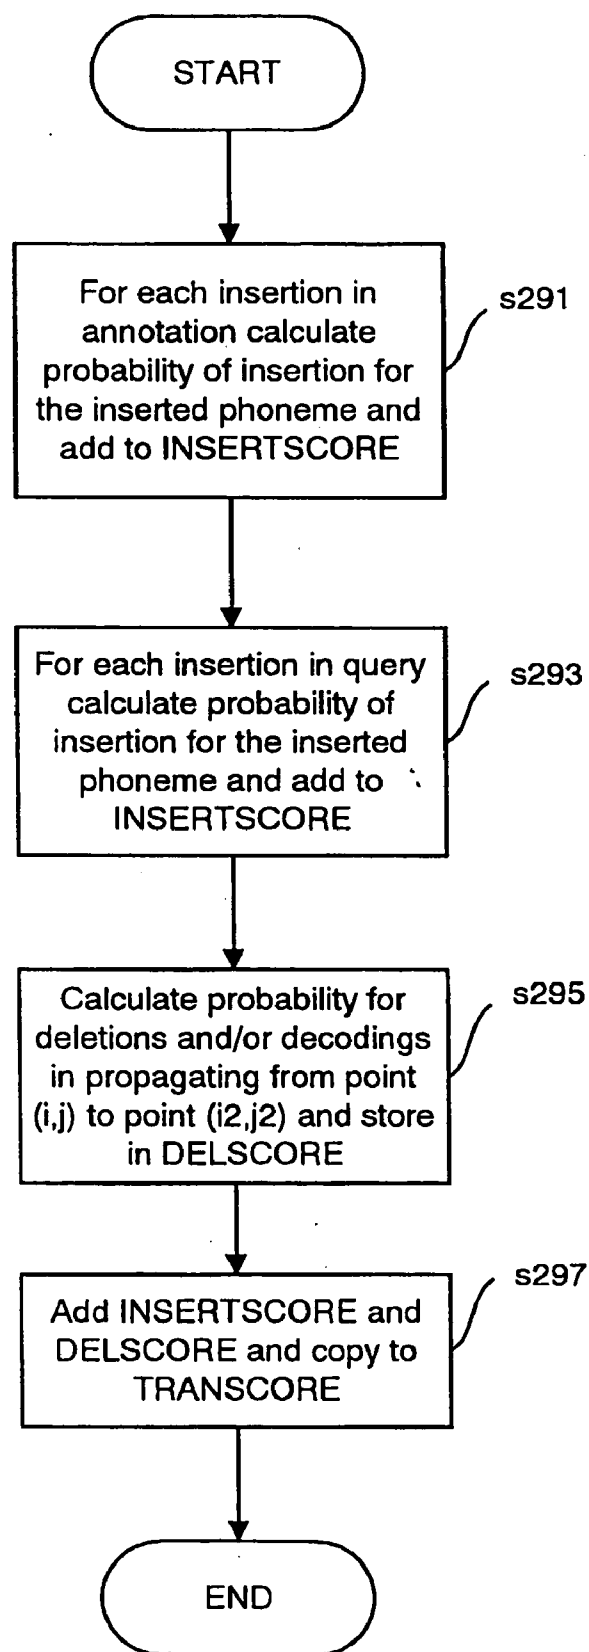 START
For each insertion in
annotation calculate
probability of insertion for
the inserted phoneme and
add to INSERTSCORE
s291
For each insertion in query
calculate probability of
insertion for the inserted
phoneme and add to
INSERTSCORE
s293
Calculate probability for
deletions and/or decodings
in propagating from point
(i,j) to point (i2,j2) and store
in DELSCORE
s295
Add INSERTSCORE and
DELSCORE and copy to
TRANSCORE
s297
END